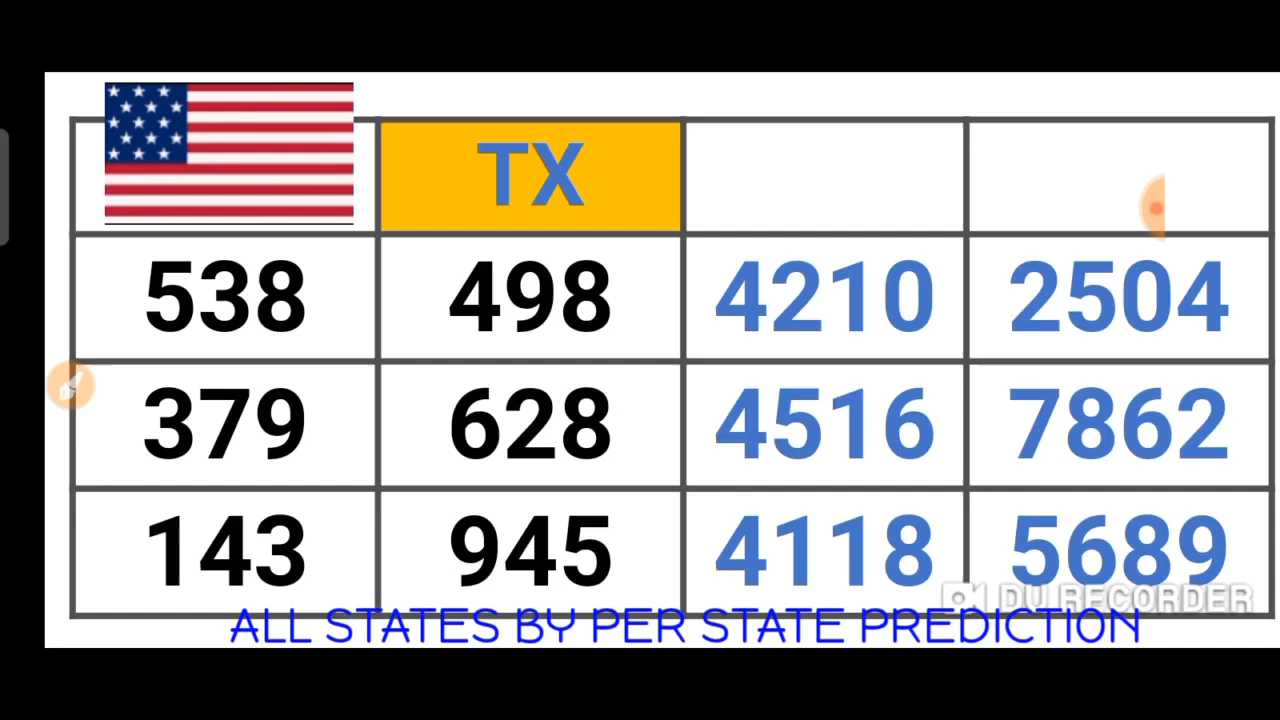 TX
538 498 4210 2504
379 628 4516 7862
143 945 4118 5689
DU RECORDER
ALL STATES BY PER STATE PREDICTION